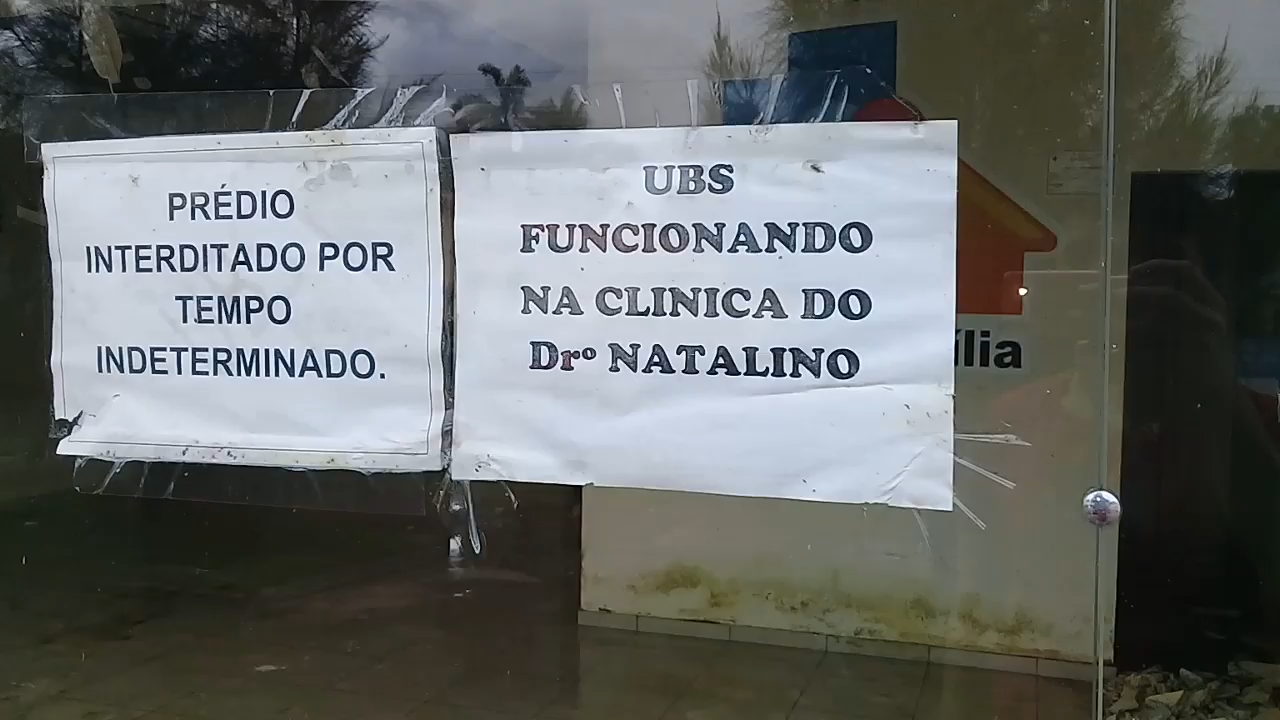 PRÉDIO
INTERDITADO POR
TEMPO
INDETERMINADO.
UBS
FUNCIONANDO
NA CLINICA DO
Drº NATALINO
ília